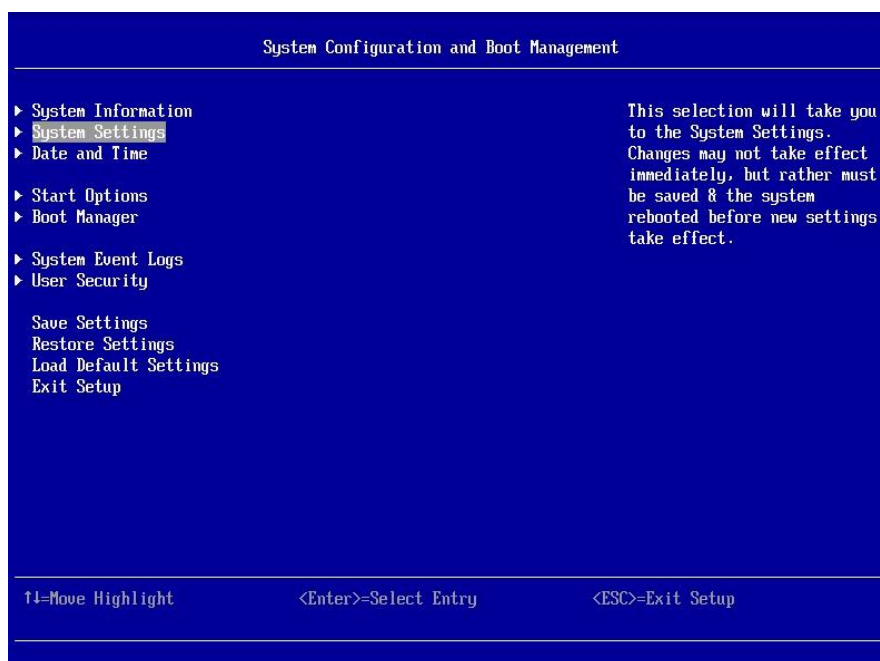 System Configuration and Boot Management
▶ System Information
▶ System Settings
▶ Date and Time
▶ Start Options
▶ Boot Manager
▶ System Event Logs
▶ User Security
Save Settings
Restore Settings
Load Default Settings
Exit Setup
This selection will take you
to the System Settings.
Changes may not take effect
immediately, but rather must
be saved & the system
rebooted before new settings
take effect.
↑↓=Move Highlight <Enter>=Select Entry <ESC>=Exit Setup